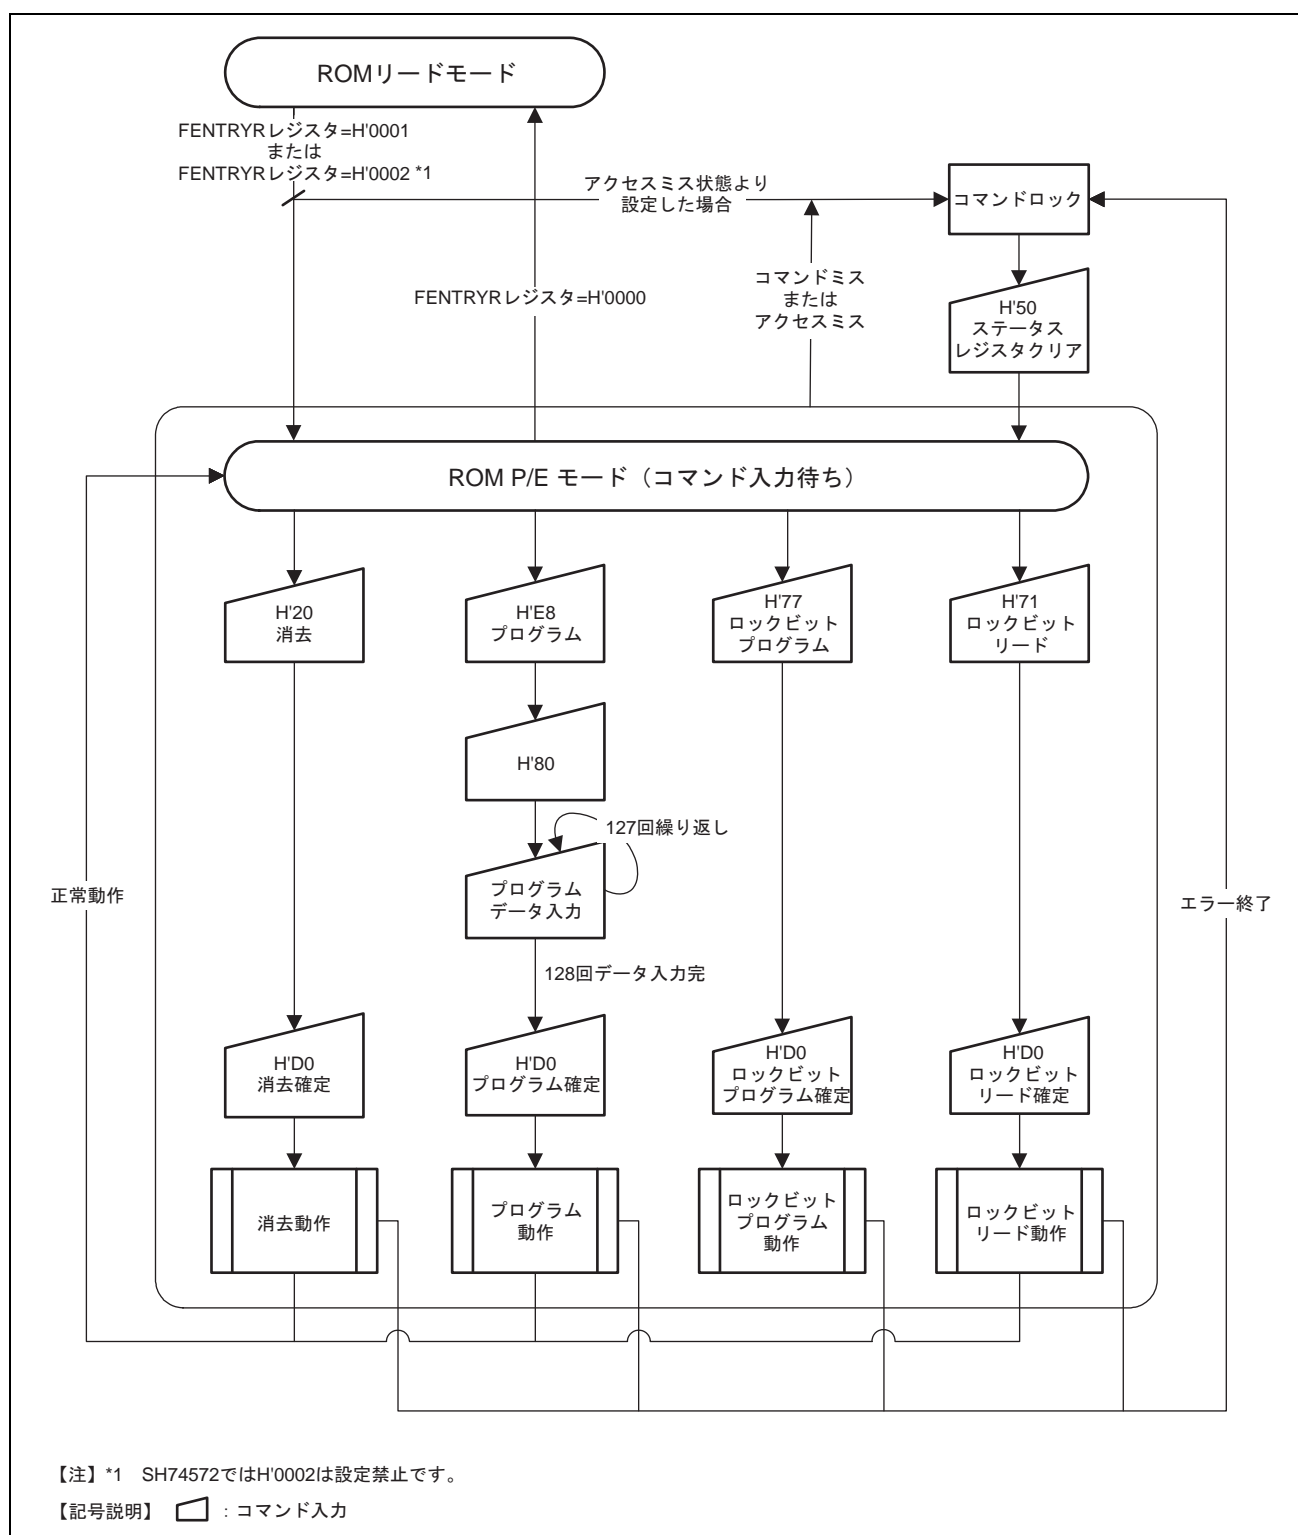 ROMリードモード
FENTRYRレジスタ=H'0001
または
FENTRYRレジスタ=H'0002 *1
アクセスミス状態より
設定した場合
コマンドロック
FENTRYRレジスタ=H'0000
コマンドミス
または
アクセスミス
H'50
ステータス
レジスタクリア
ROM P/E モード（コマンド入力待ち）
H'20
消去
H'E8
プログラム
H'77
ロックビット
プログラム
H'71
ロックビット
リード
H'80
127回繰り返し
プログラム
データ入力
正常動作
エラー終了
128回データ入力完
H'D0
消去確定
H'D0
プログラム確定
H'D0
ロックビット
プログラム確定
H'D0
ロックビット
リード確定
消去動作
プログラム
動作
ロックビット
プログラム
動作
ロックビット
リード動作
【注】*1 SH74572ではH'0002は設定禁止です。
【記号説明】 : コマンド入力